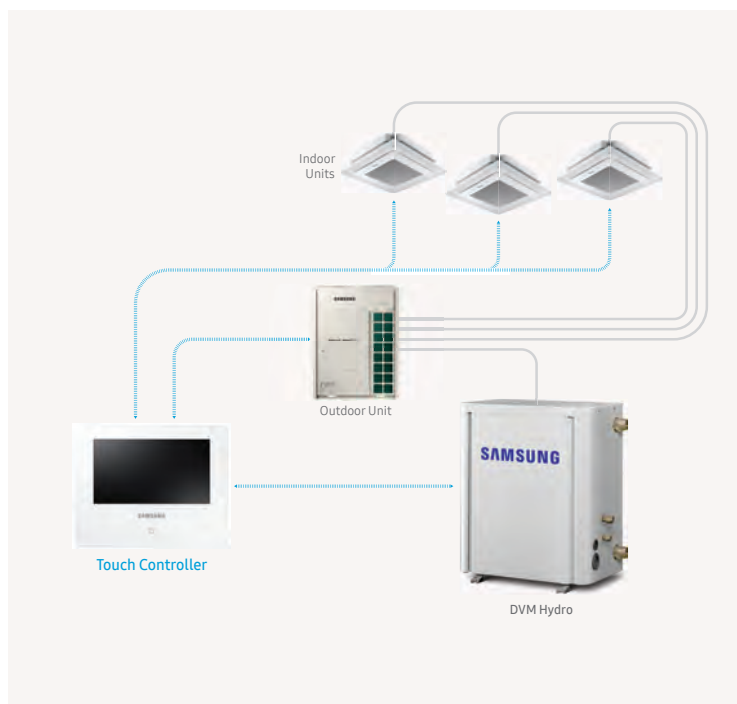 Indoor
Units
SAMSUNG
Outdoor Unit
SAMSUNG
SAMSUNG
Touch Controller
DVM Hydro